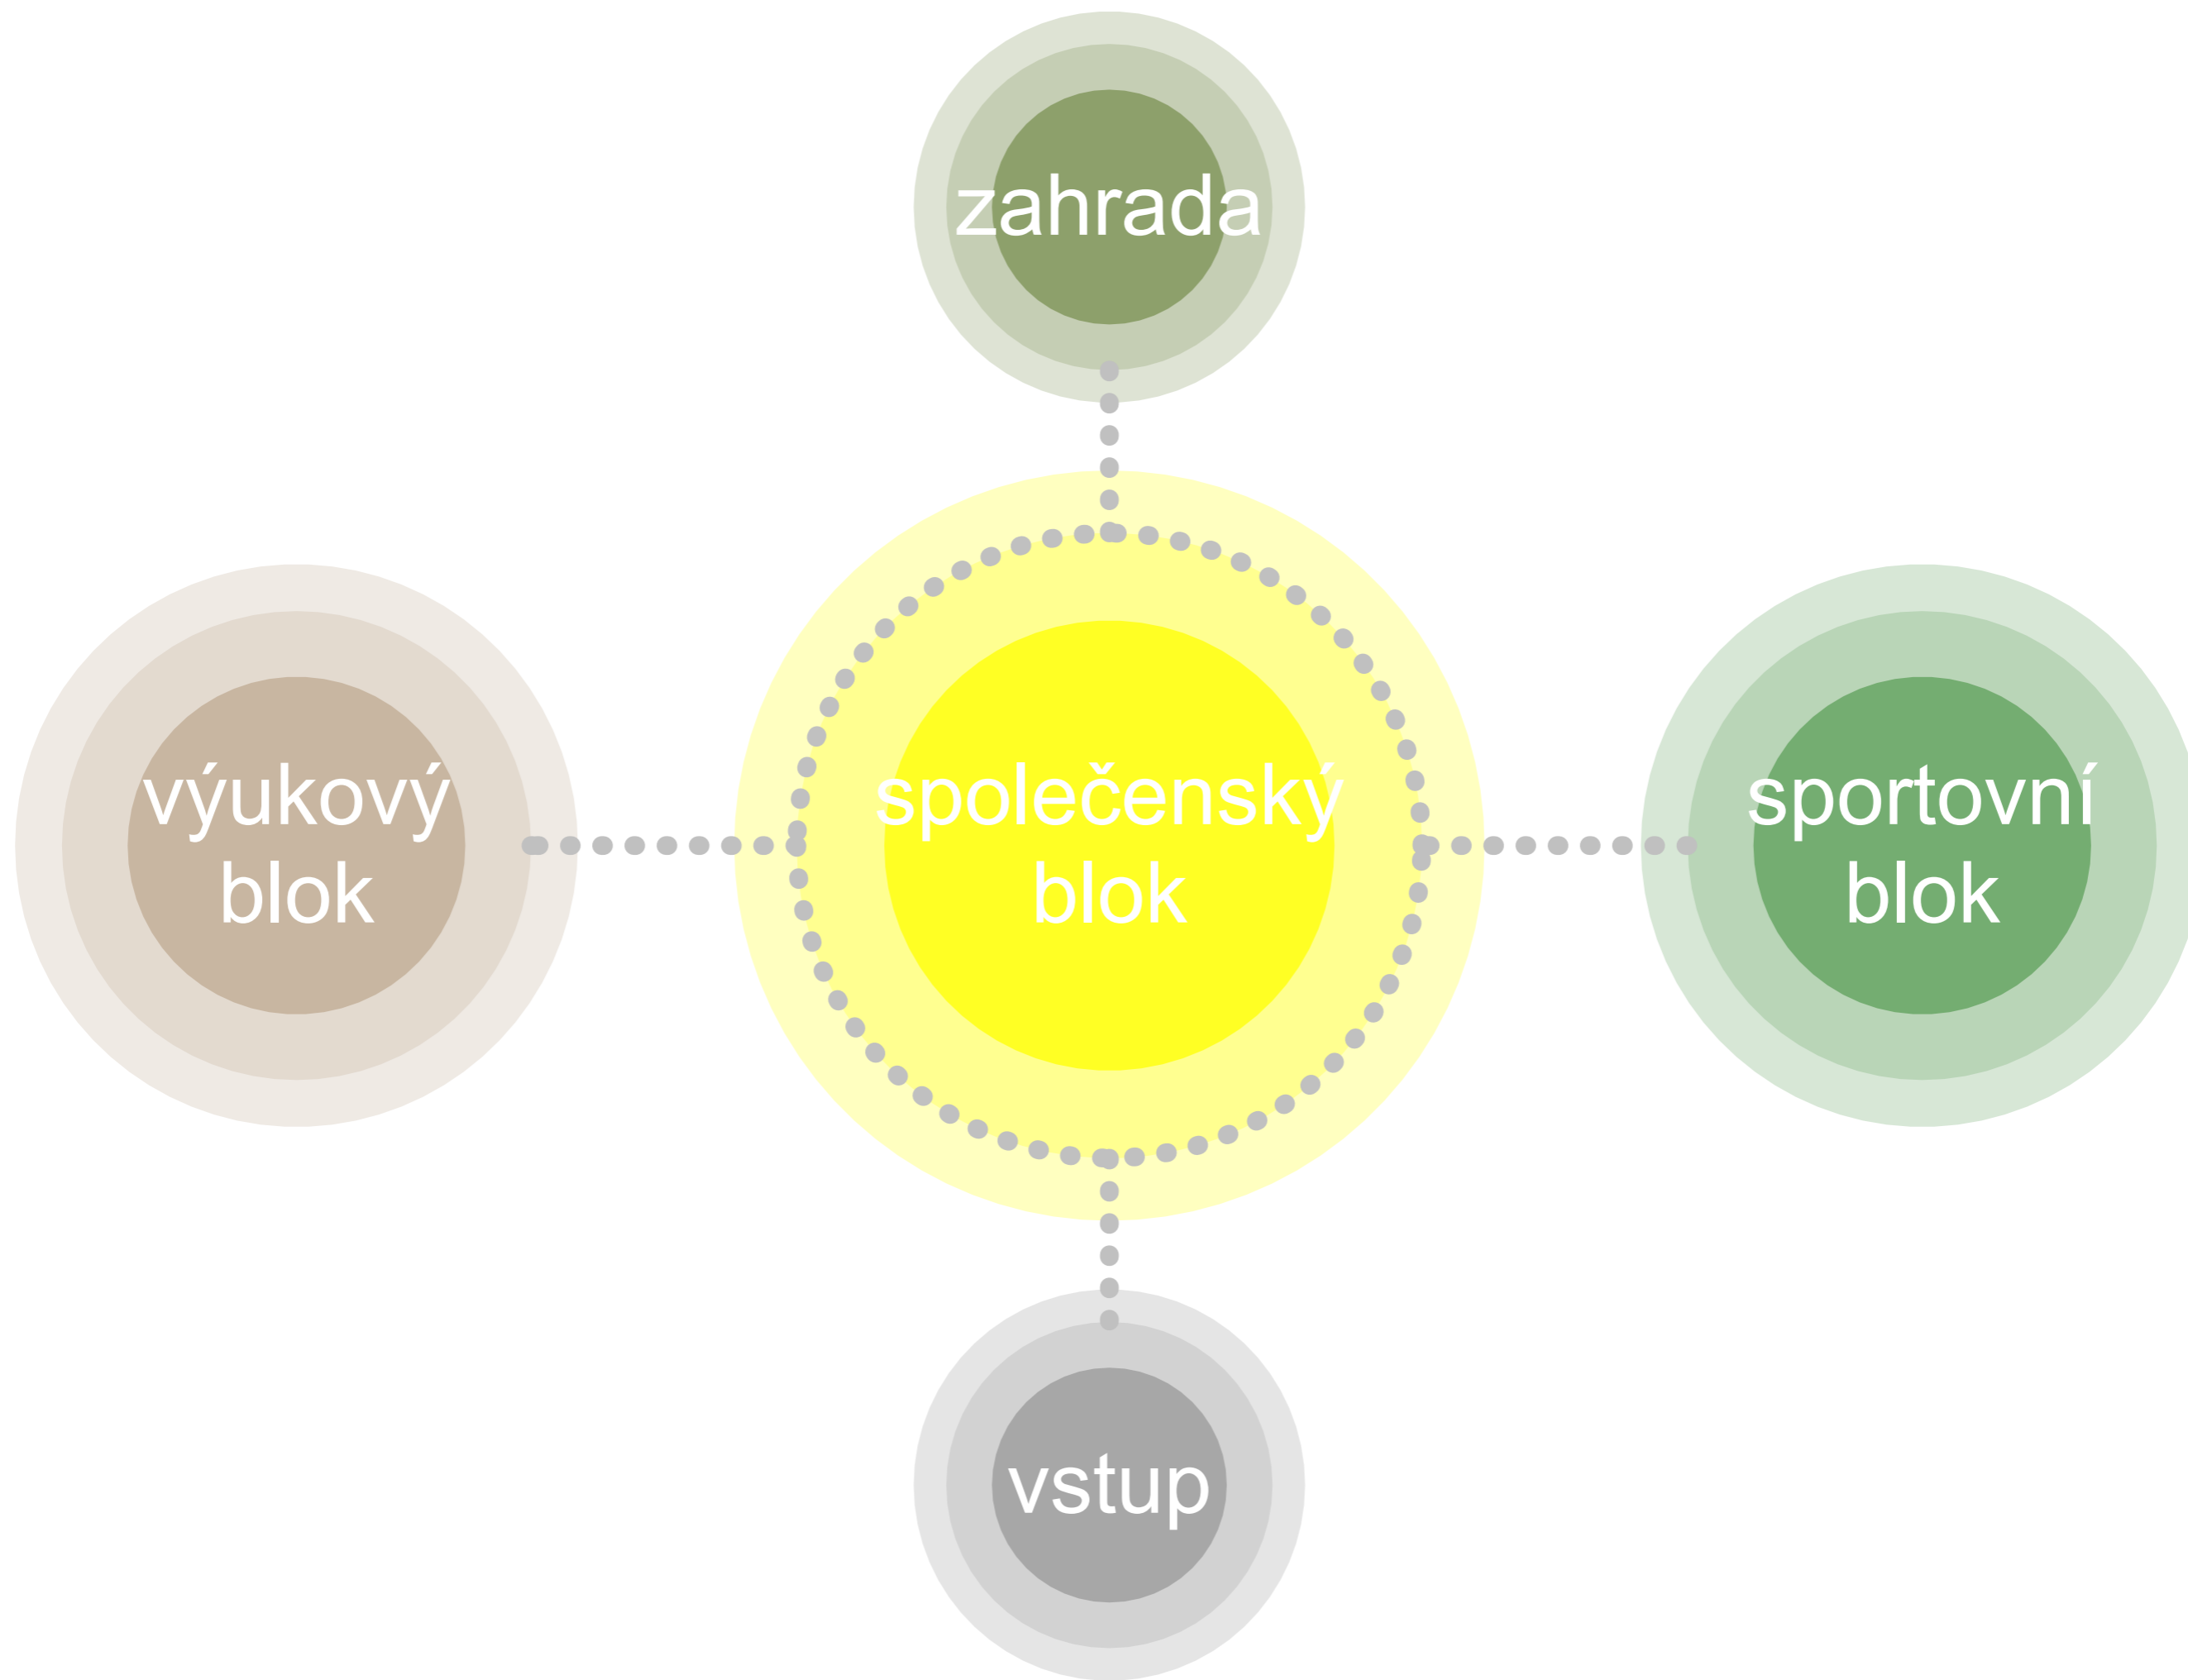 zahrada
výukový
blok
společenský
blok
sportovní
blok
vstup